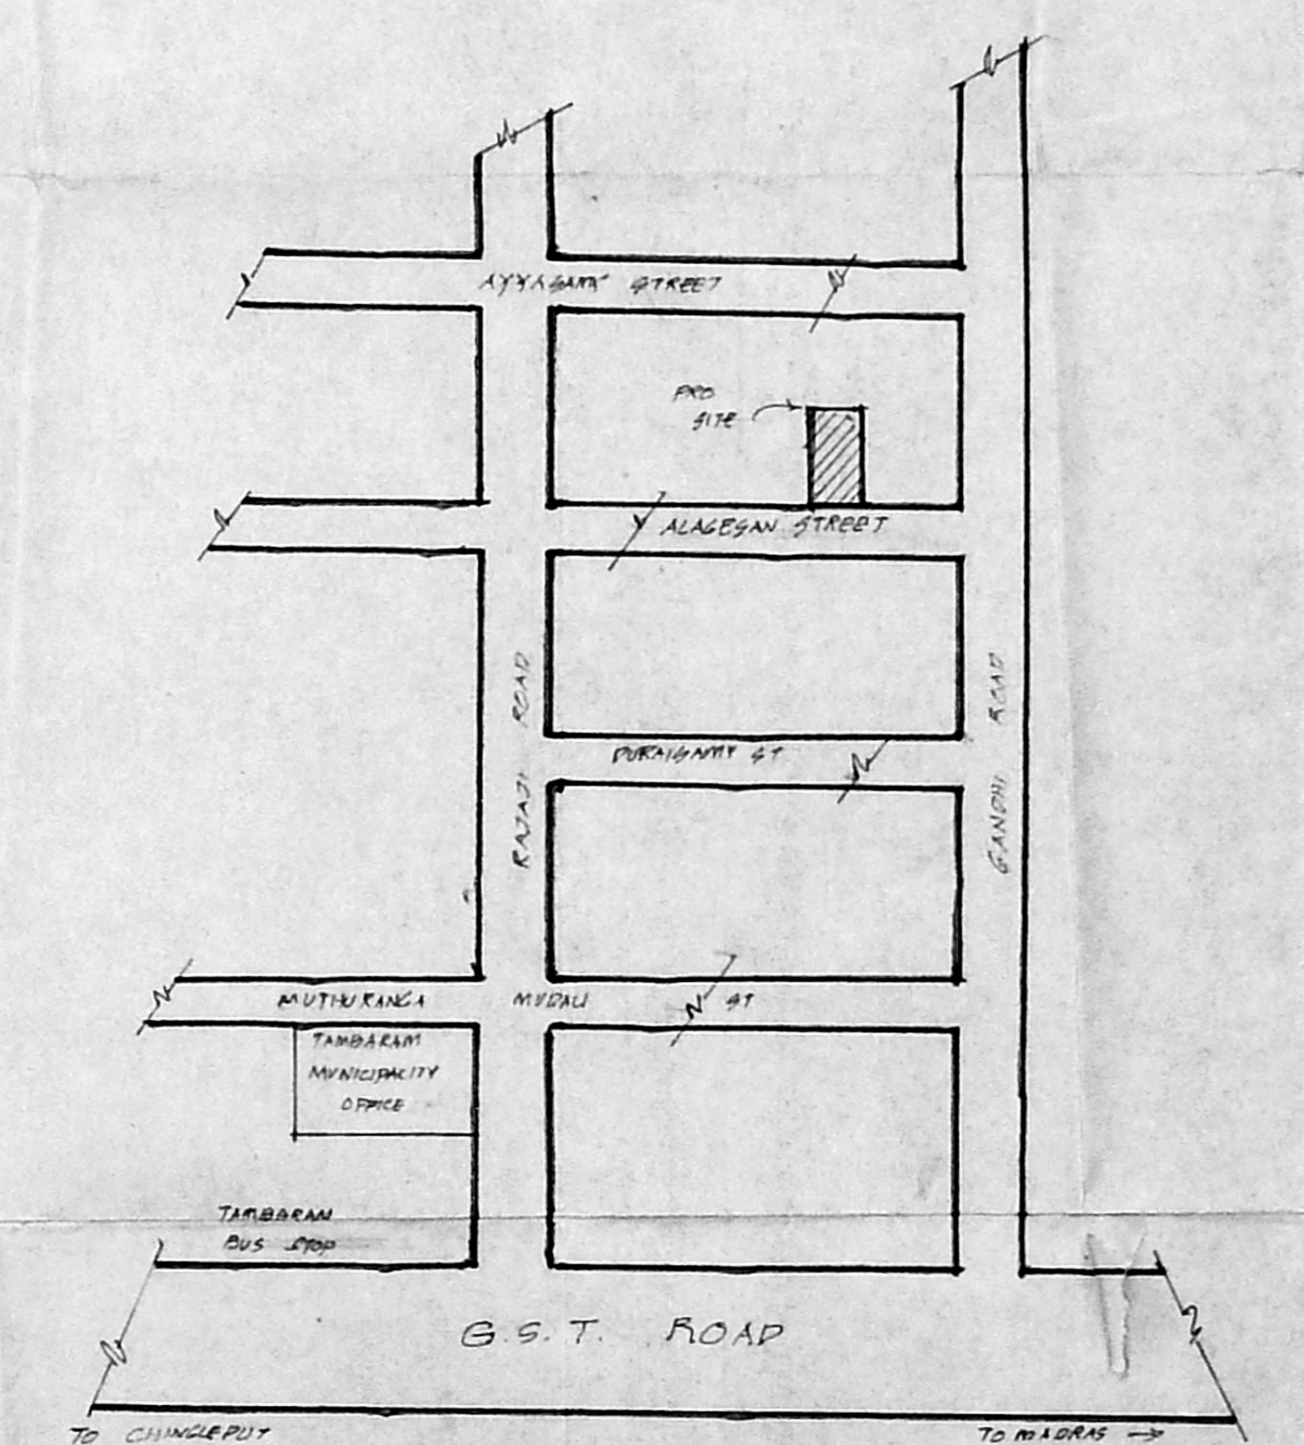 AYYASAMY STREET
PRO
SITE
ALAGESAN STREET
RAJAJI ROAD
GANDHI ROAD
DURAISAMY ST
MUTHURANGA MUDALI ST
TAMBARAM
MUNICIPALITY
OFFICE
TAMBARAM
BUS STOP
G.S.T. ROAD
TO CHINGLEPUT
TO MADRAS →